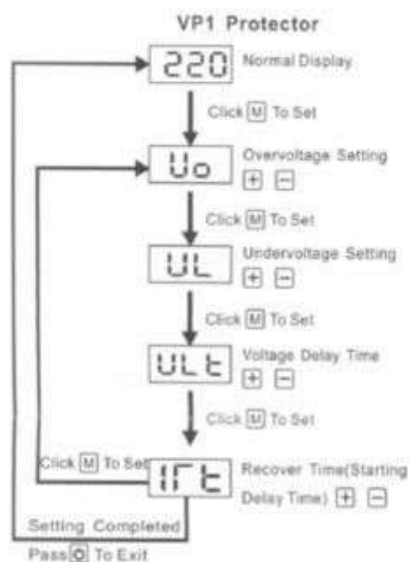 VP1 Protector
220 Normal Display
Click M To Set
Uo Overvoltage Setting
+ -
Click M To Set
UL Undervoltage Setting
+ -
Click M To Set
ULt Voltage Delay Time
+ -
Click M To Set
Click M To Set
Recover Time(Starting
Delay Time) + -
Setting Completed
Pass To Exit